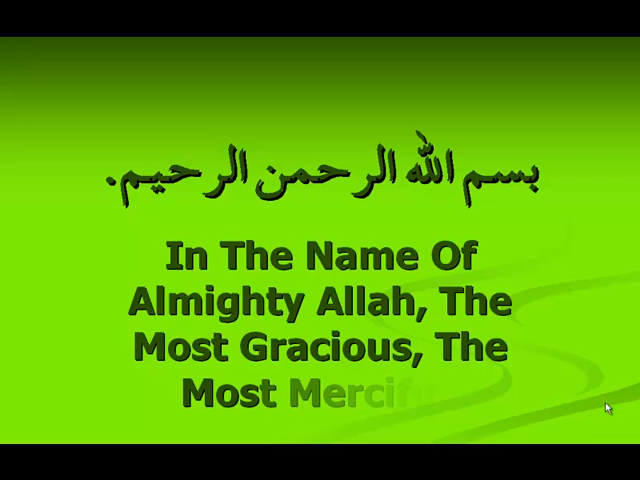 بسم الله الرحمن الرحيم.
In The Name Of
Almighty Allah, The
Most Gracious, The
Most